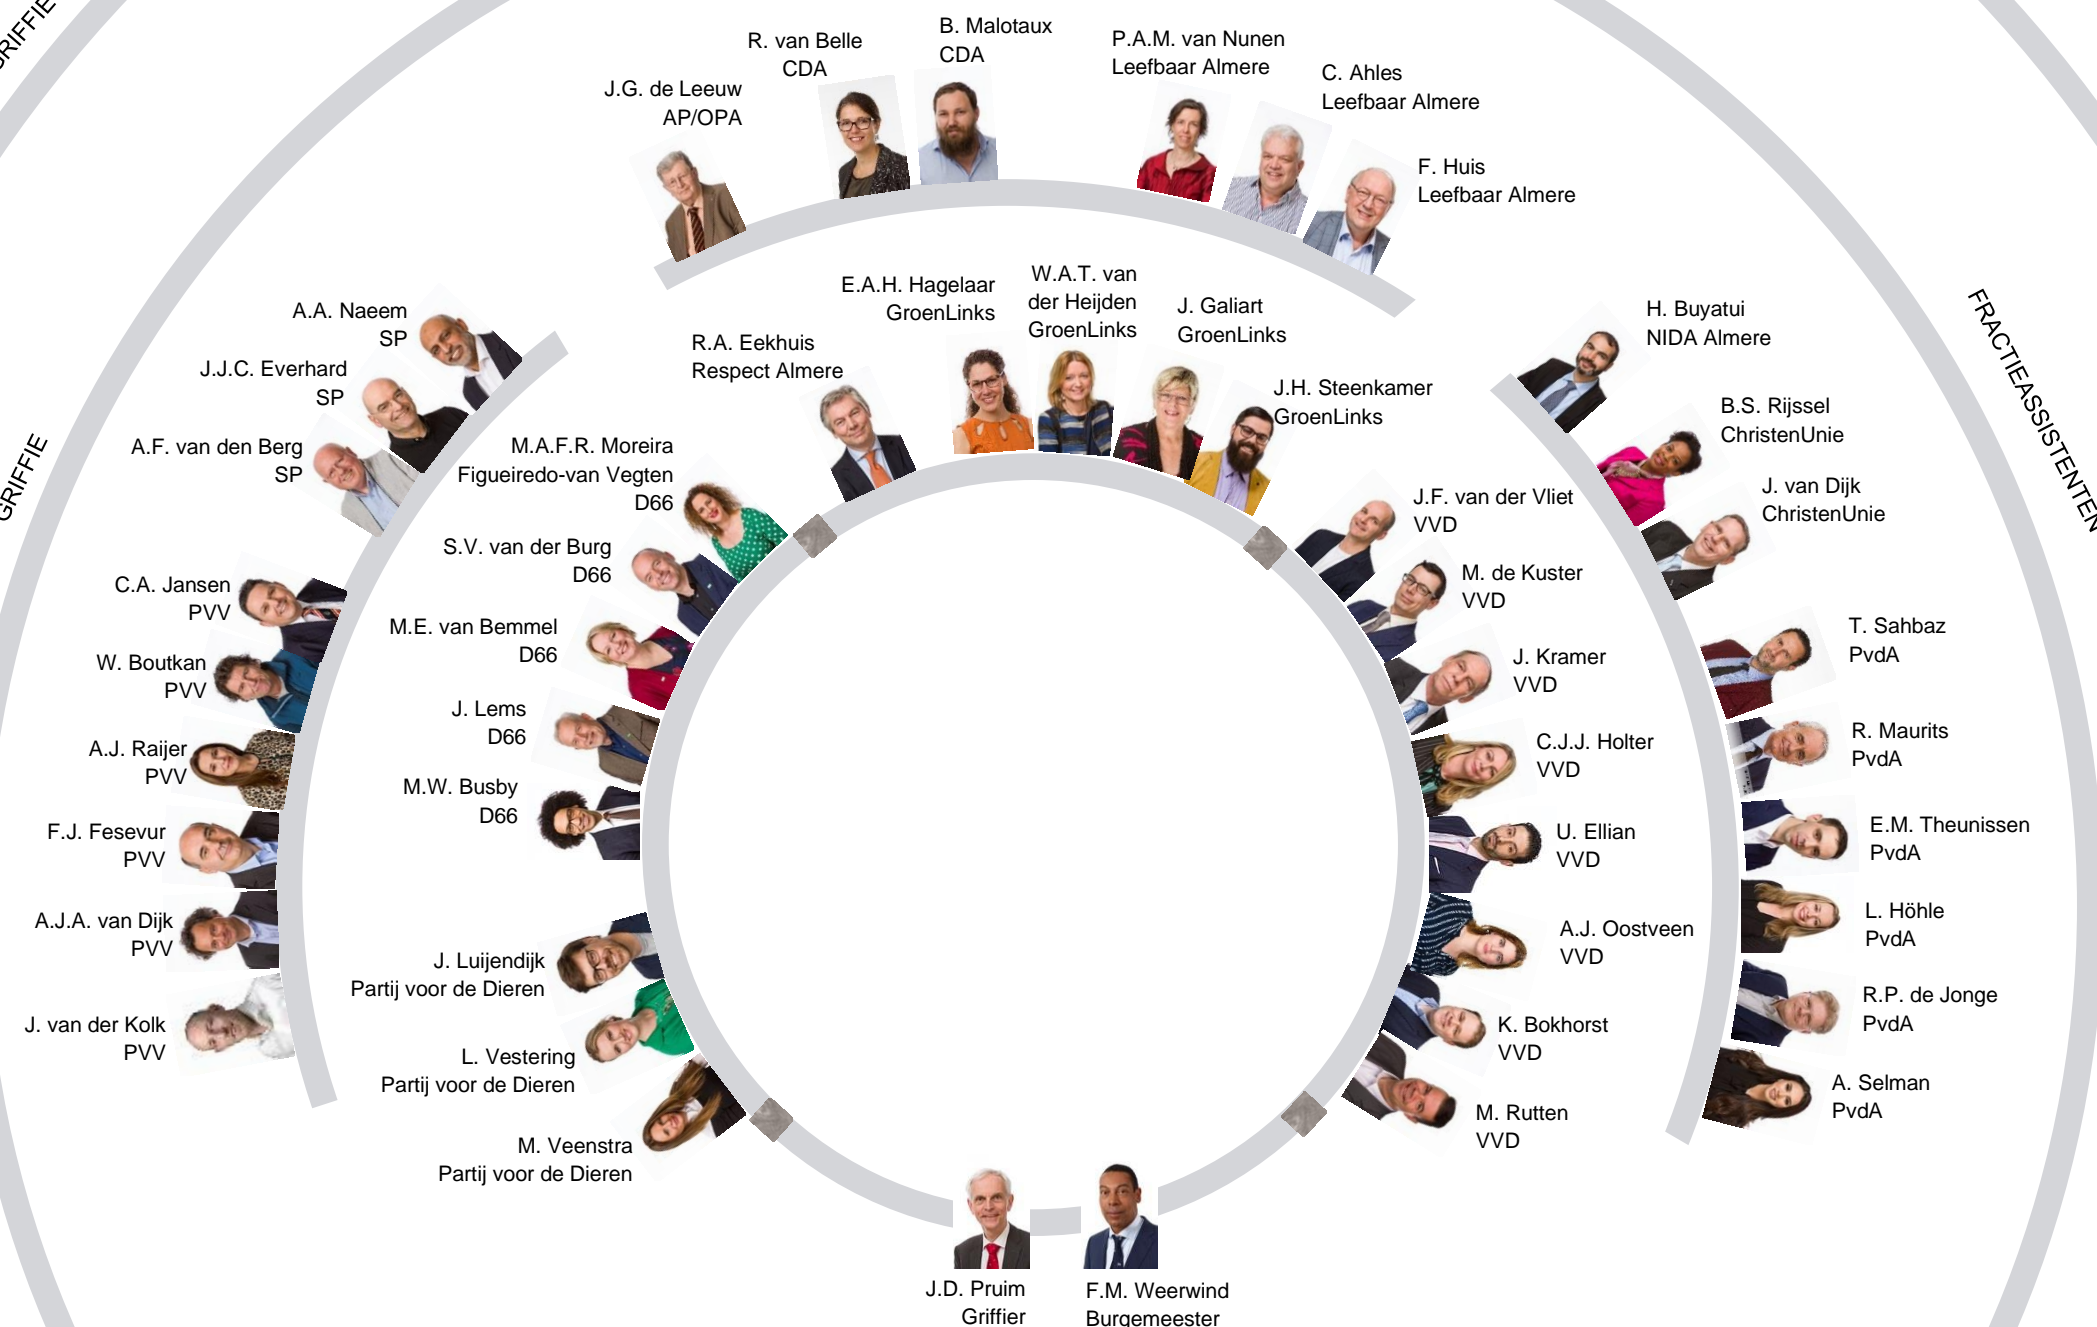 GRIFFIE
R. van Belle
CDA
B. Malotaux
CDA
P.A.M. van Nunen
Leefbaar Almere
C. Ahles
Leefbaar Almere
J.G. de Leeuw
AP/OPA
F. Huis
Leefbaar Almere
E.A.H. Hagelaar
GroenLinks
W.A.T. van
der Heijden
GroenLinks
J. Galiart
GroenLinks
R.A. Eekhuis
Respect Almere
J.H. Steenkamer
GroenLinks
A.A. Naeem
SP
J.J.C. Everhard
SP
A.F. van den Berg
SP
M.A.F.R. Moreira
Figueiredo-van Vegten
D66
S.V. van der Burg
D66
M.E. van Bemmel
D66
J. Lems
D66
M.W. Busby
D66
GRIFFIE
C.A. Jansen
PVV
W. Boutkan
PVV
A.J. Raijer
PVV
F.J. Fesevur
PVV
A.J.A. van Dijk
PVV
J. van der Kolk
PVV
J. Luijendijk
Partij voor de Dieren
L. Vestering
Partij voor de Dieren
M. Veenstra
Partij voor de Dieren
J.F. van der Vliet
VVD
M. de Kuster
VVD
J. Kramer
VVD
C.J.J. Holter
VVD
U. Ellian
VVD
A.J. Oostveen
VVD
K. Bokhorst
VVD
M. Rutten
VVD
H. Buyatui
NIDA Almere
B.S. Rijssel
ChristenUnie
J. van Dijk
ChristenUnie
T. Sahbaz
PvdA
R. Maurits
PvdA
E.M. Theunissen
PvdA
L. Höhle
PvdA
R.P. de Jonge
PvdA
A. Selman
PvdA
FRACTIEASSISTENTEN
J.D. Pruim
Griffier
F.M. Weerwind
Burgemeester